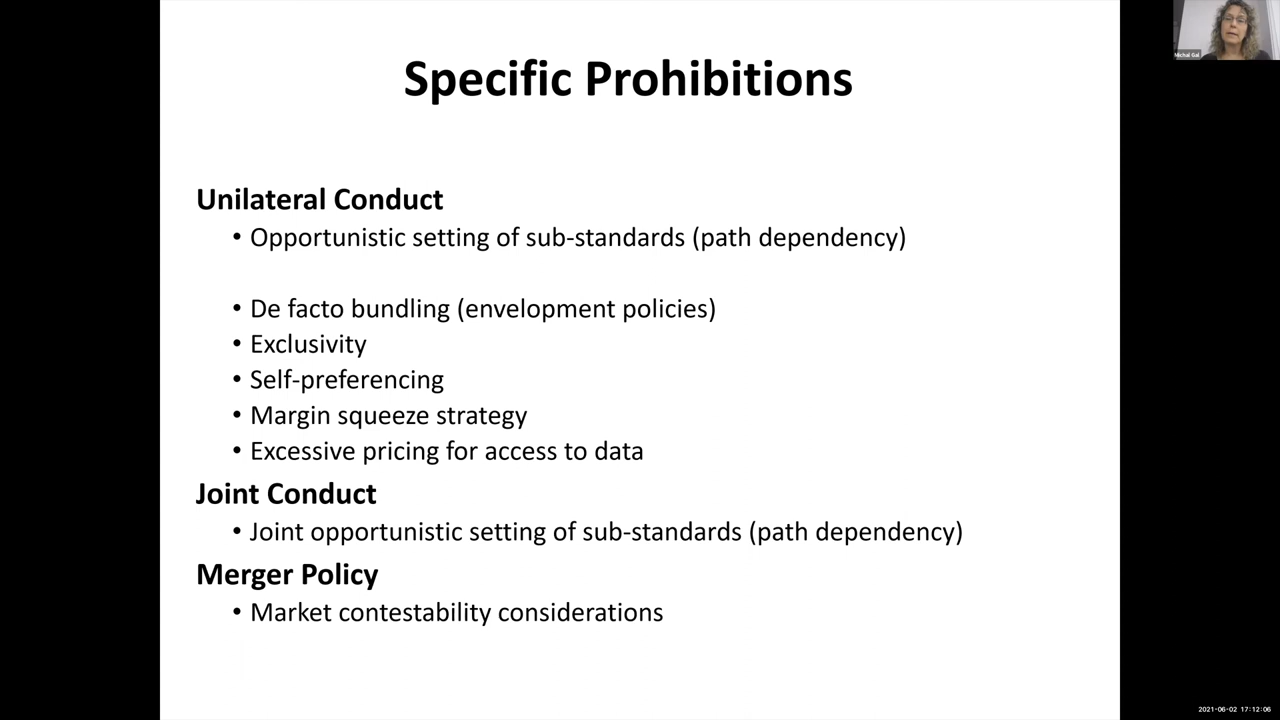 Specific Prohibitions
Michal Gal
Unilateral Conduct
• Opportunistic setting of sub-standards (path dependency)
• De facto bundling (envelopment policies)
• Exclusivity
• Self-preferencing
• Margin squeeze strategy
• Excessive pricing for access to data
Joint Conduct
• Joint opportunistic setting of sub-standards (path dependency)
Merger Policy
• Market contestability considerations
2021-06-02 17:12:06